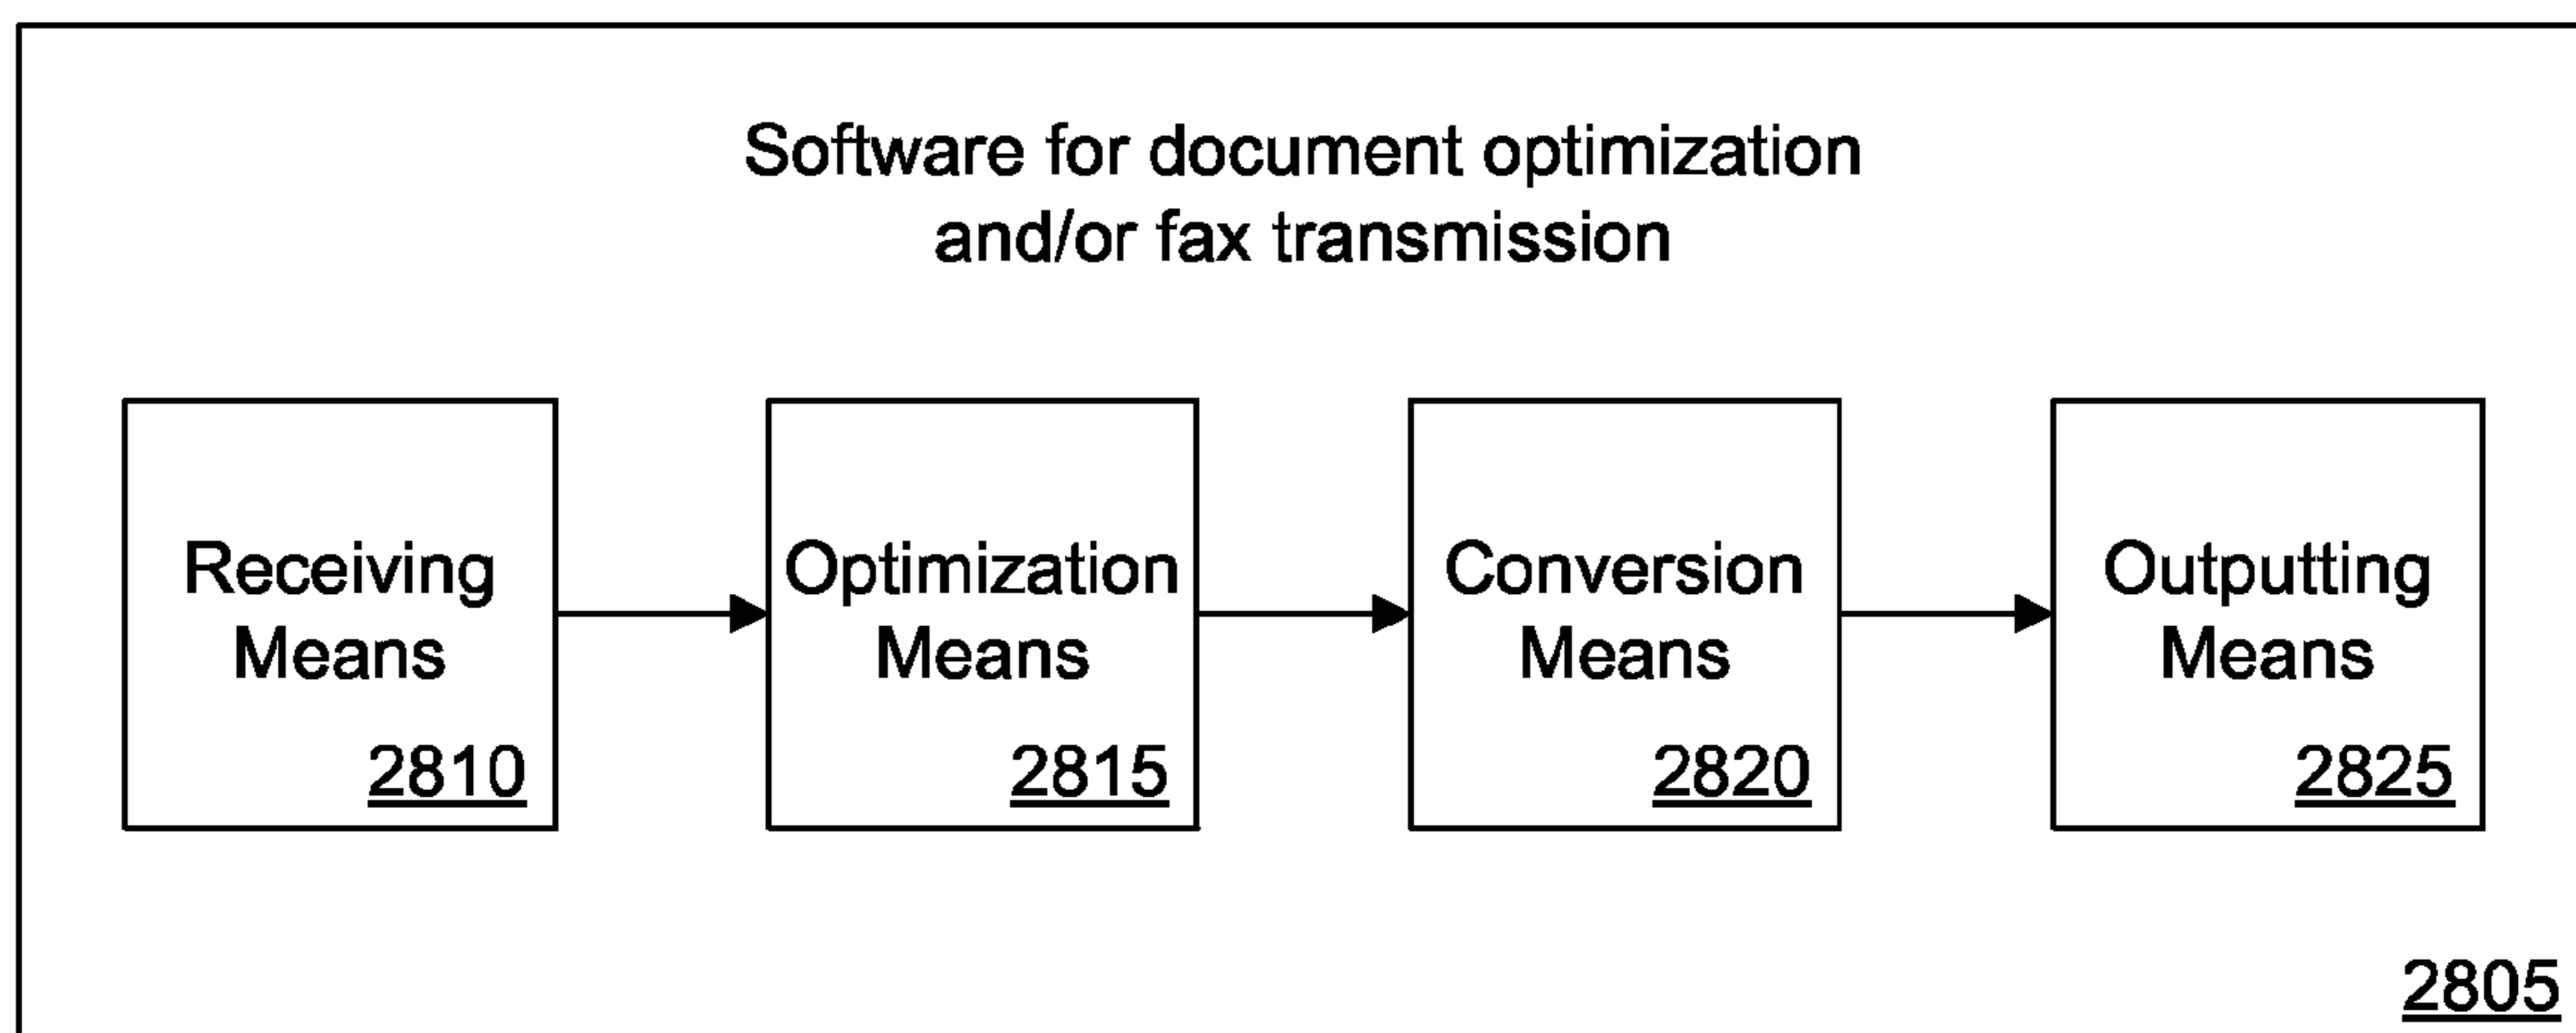 Software for document optimization
and/or fax transmission
Receiving
Means
2810
Optimization
Means
2815
Conversion
Means
2820
Outputting
Means
2825
2805